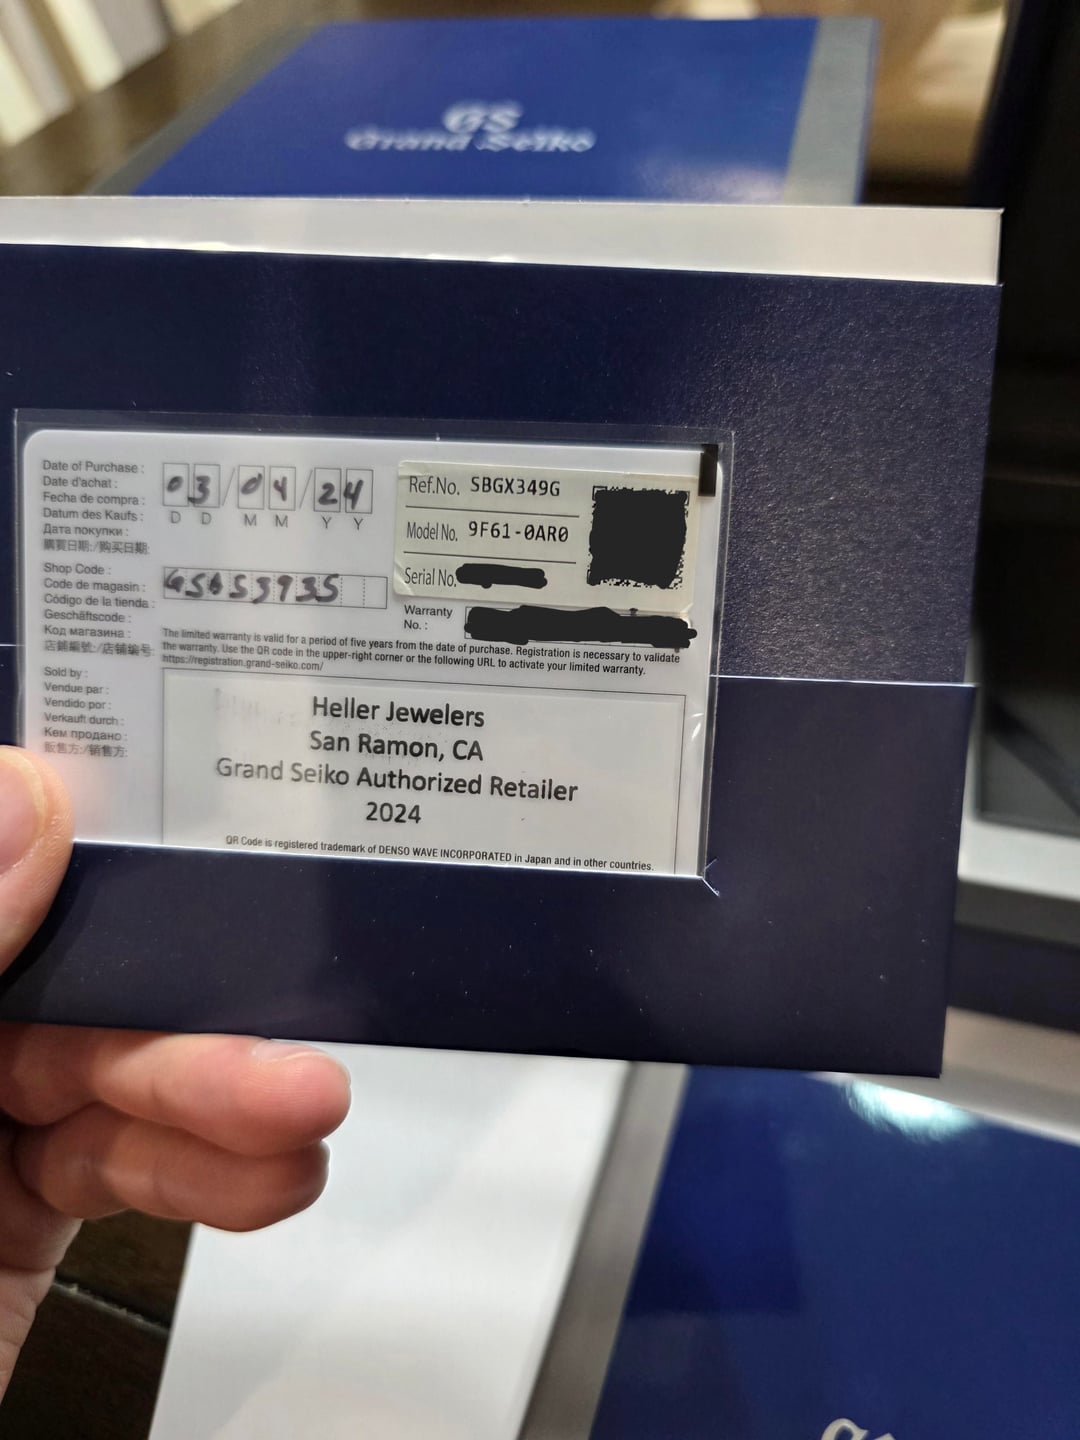 GS
Grand Seiko
Date of Purchase :
Date d'achat :
Fecha de compra :
Datum des Kaufs :
Дата покупки :
購買日期:/购买日期:
03/04/24
D D M M Y Y
Ref.No. SBGX349G
Model No. 9F61-0AR0
Serial No.
Warranty
No. :
Shop Code :
Code de magasin :
Código de la tienda :
Geschäftscode :
Код магазина :
店鋪編號:/店铺编号:
The limited warranty is valid for a period of five years from the date of purchase. Registration is necessary to validate
the warranty. Use the QR code in the upper-right corner or the following URL to activate your limited warranty.
https://registration.grand-seiko.com/
Sold by :
Vendue par :
Vendido por :
Verkauft durch :
Кем продано :
販售方:/销售方:
Heller Jewelers
San Ramon, CA
Grand Seiko Authorized Retailer
2024
QR Code is registered trademark of DENSO WAVE INCORPORATED in Japan and in other countries.